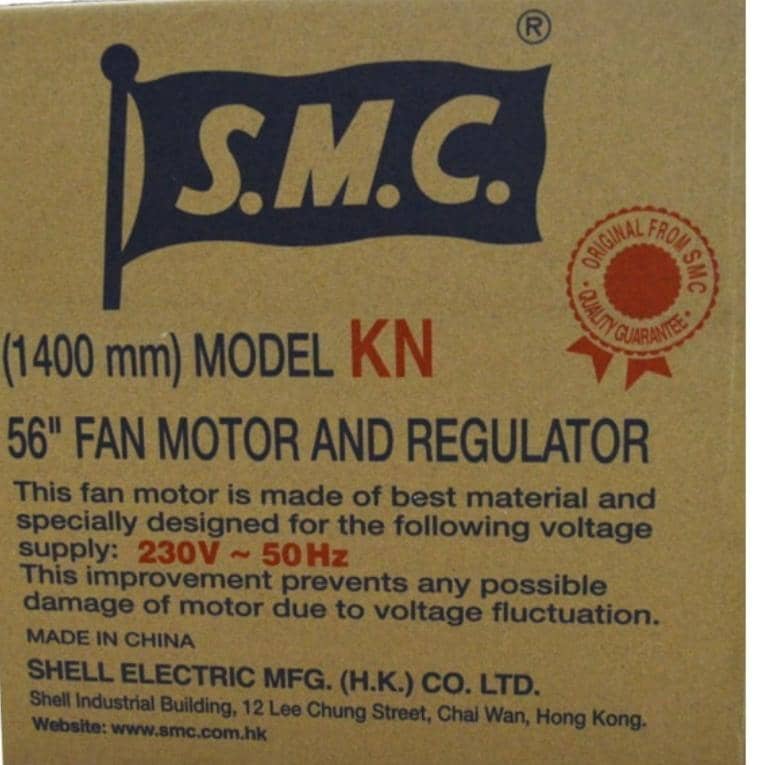 ®
S.M.C.
ORIGINAL FROM SMC
• QUALITY GUARANTEE •
(1400 mm) MODEL KN
56" FAN MOTOR AND REGULATOR
This fan motor is made of best material and
specially designed for the following voltage
supply: 230V ~ 50Hz
This improvement prevents any possible
damage of motor due to voltage fluctuation.
MADE IN CHINA
SHELL ELECTRIC MFG. (H.K.) CO. LTD.
Shell Industrial Building, 12 Lee Chung Street, Chai Wan, Hong Kong.
Website: www.smc.com.hk